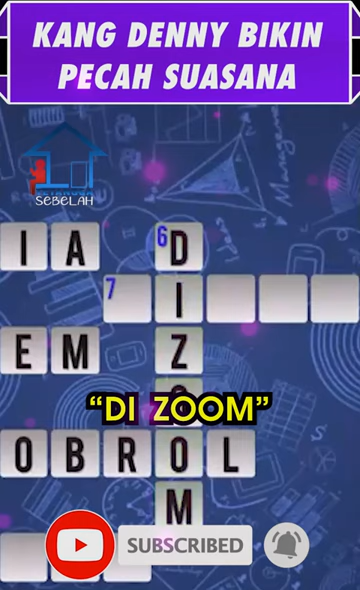 KANG DENNY BIKIN
PECAH SUASANA
SEBELAH
I A 6 D
7 I
E M Z
O
“DI ZOOM”
O B R O L
M
SUBSCRIBED